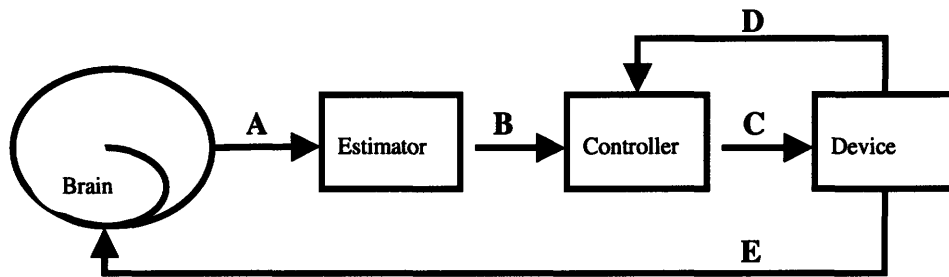 D
A
B
C
Estimator
Controller
Device
Brain
E